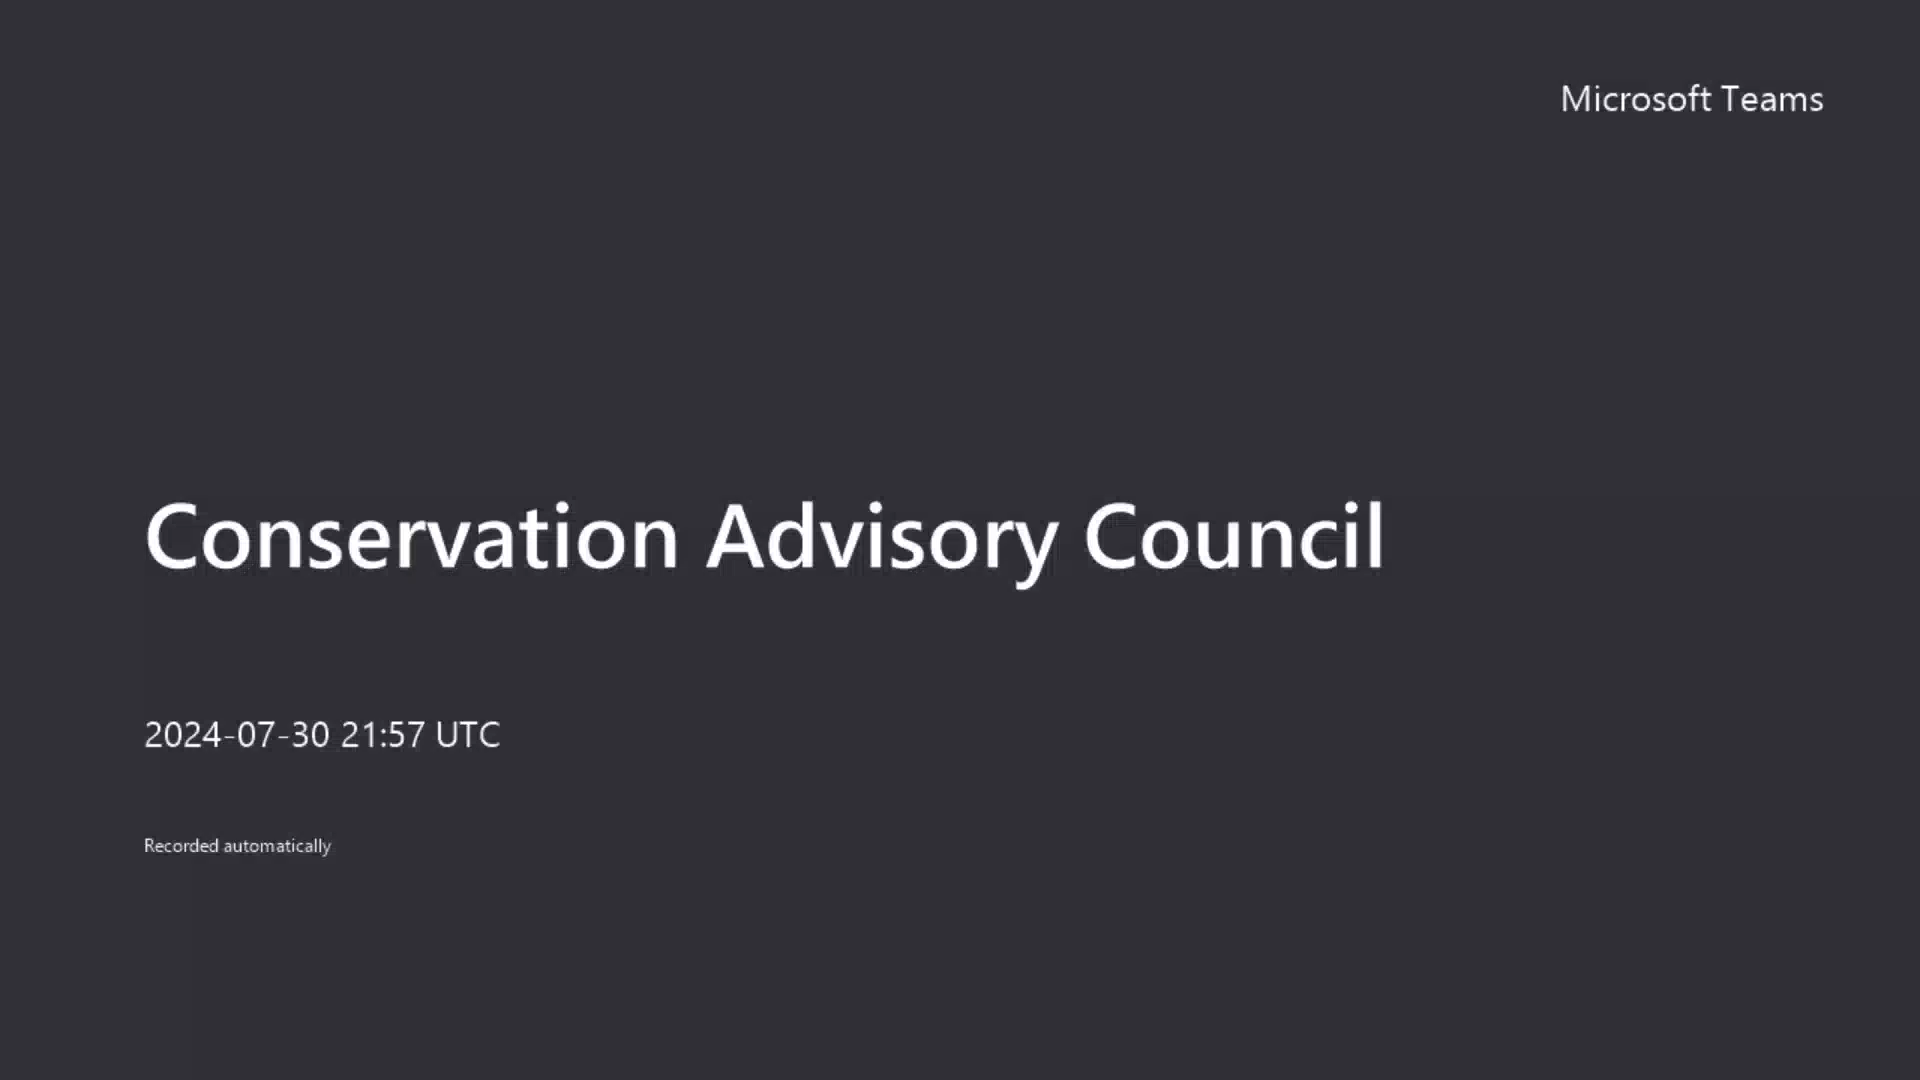 Microsoft Teams
Conservation Advisory Council
2024-07-30 21:57 UTC
Recorded automatically